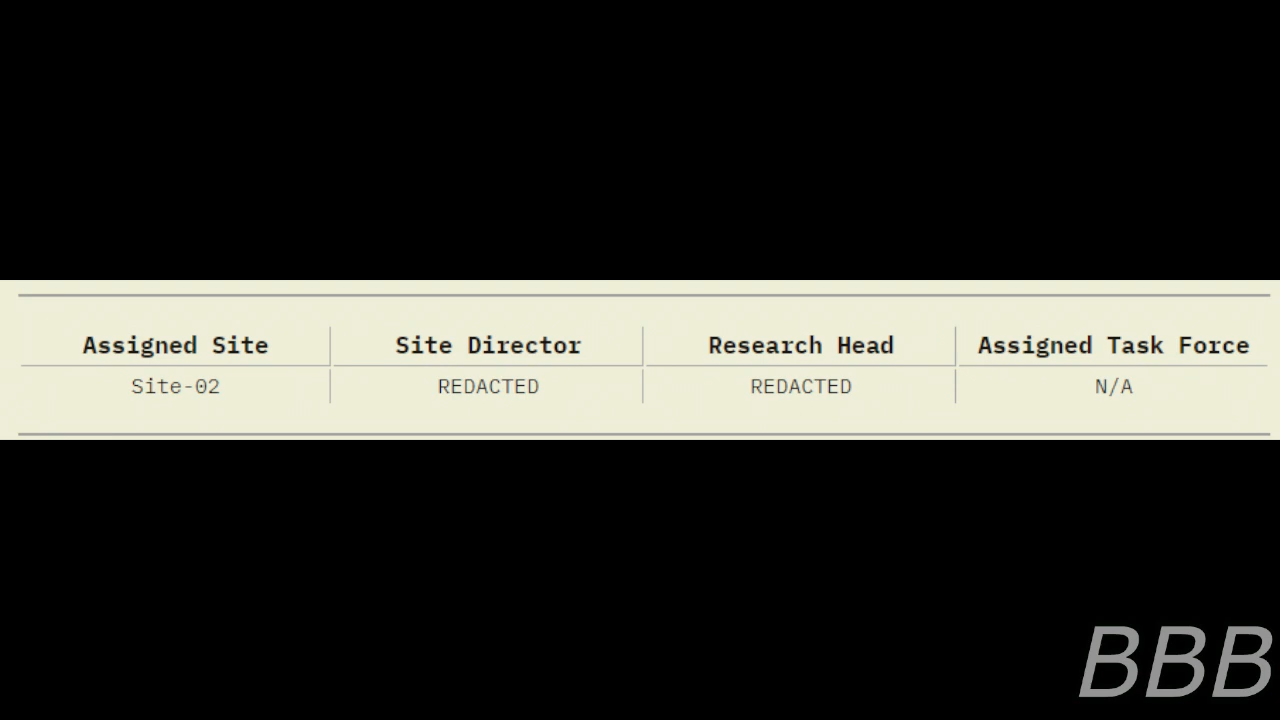 Assigned Site Site Director Research Head Assigned Task Force
Site-02 REDACTED REDACTED N/A
BBB